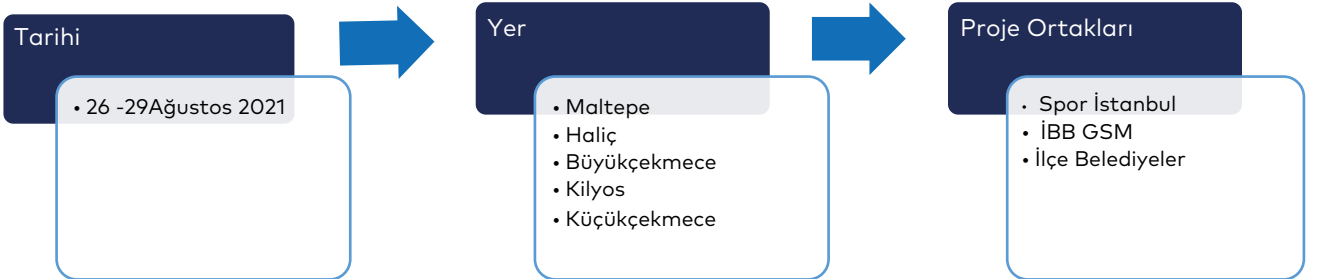 Tarihi
• 26 -29Ağustos 2021
Yer
• Maltepe
• Haliç
• Büyükçekmece
• Kilyos
• Küçükçekmece
Proje Ortakları
• Spor İstanbul
• İBB GSM
• İlçe Belediyeler